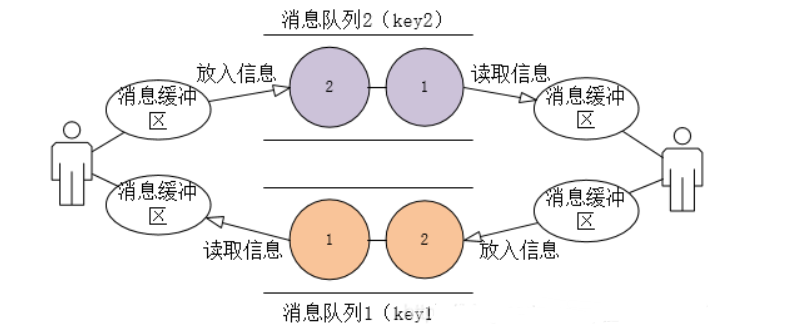 消息队列2（key2）
放入信息
读取信息
消息缓冲
区
2
1
消息缓冲
区
消息缓冲
区
1
2
消息缓冲
区
读取信息
放入信息
消息队列1（key1